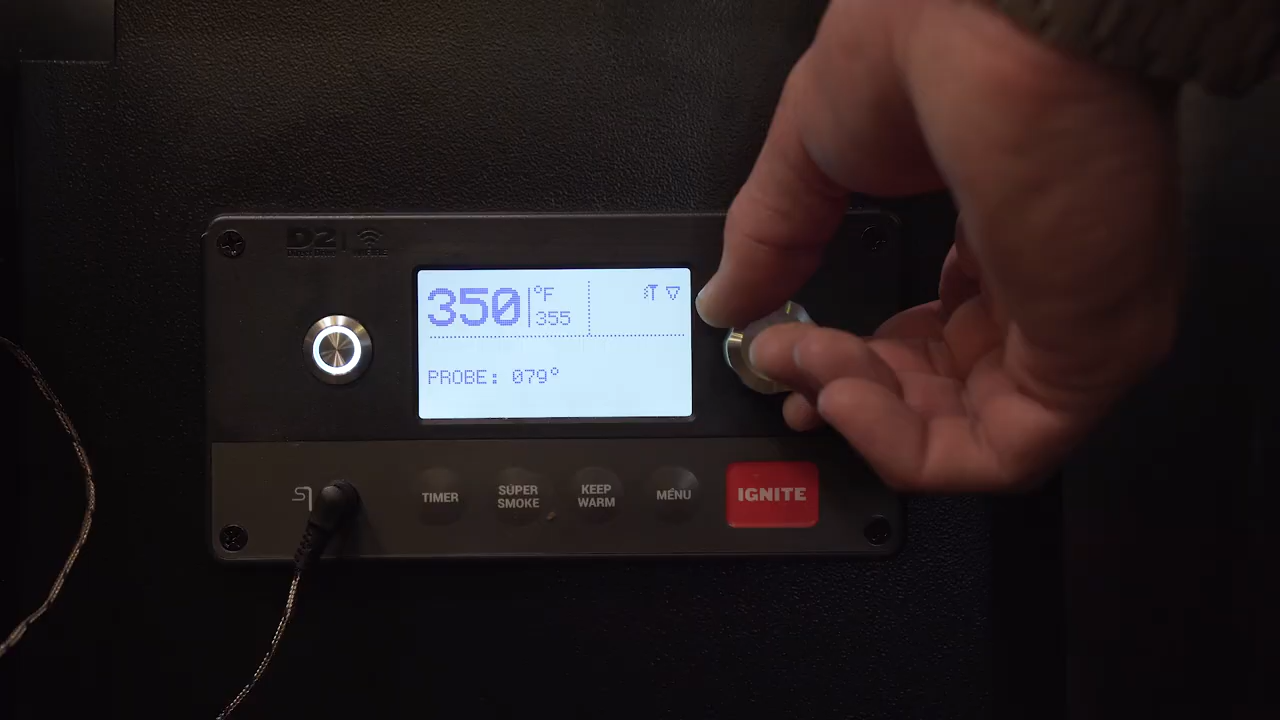 D2
350 °F
355
PROBE: 079°
TIMER
SUPER
SMOKE
KEEP
WARM
MENU
IGNITE